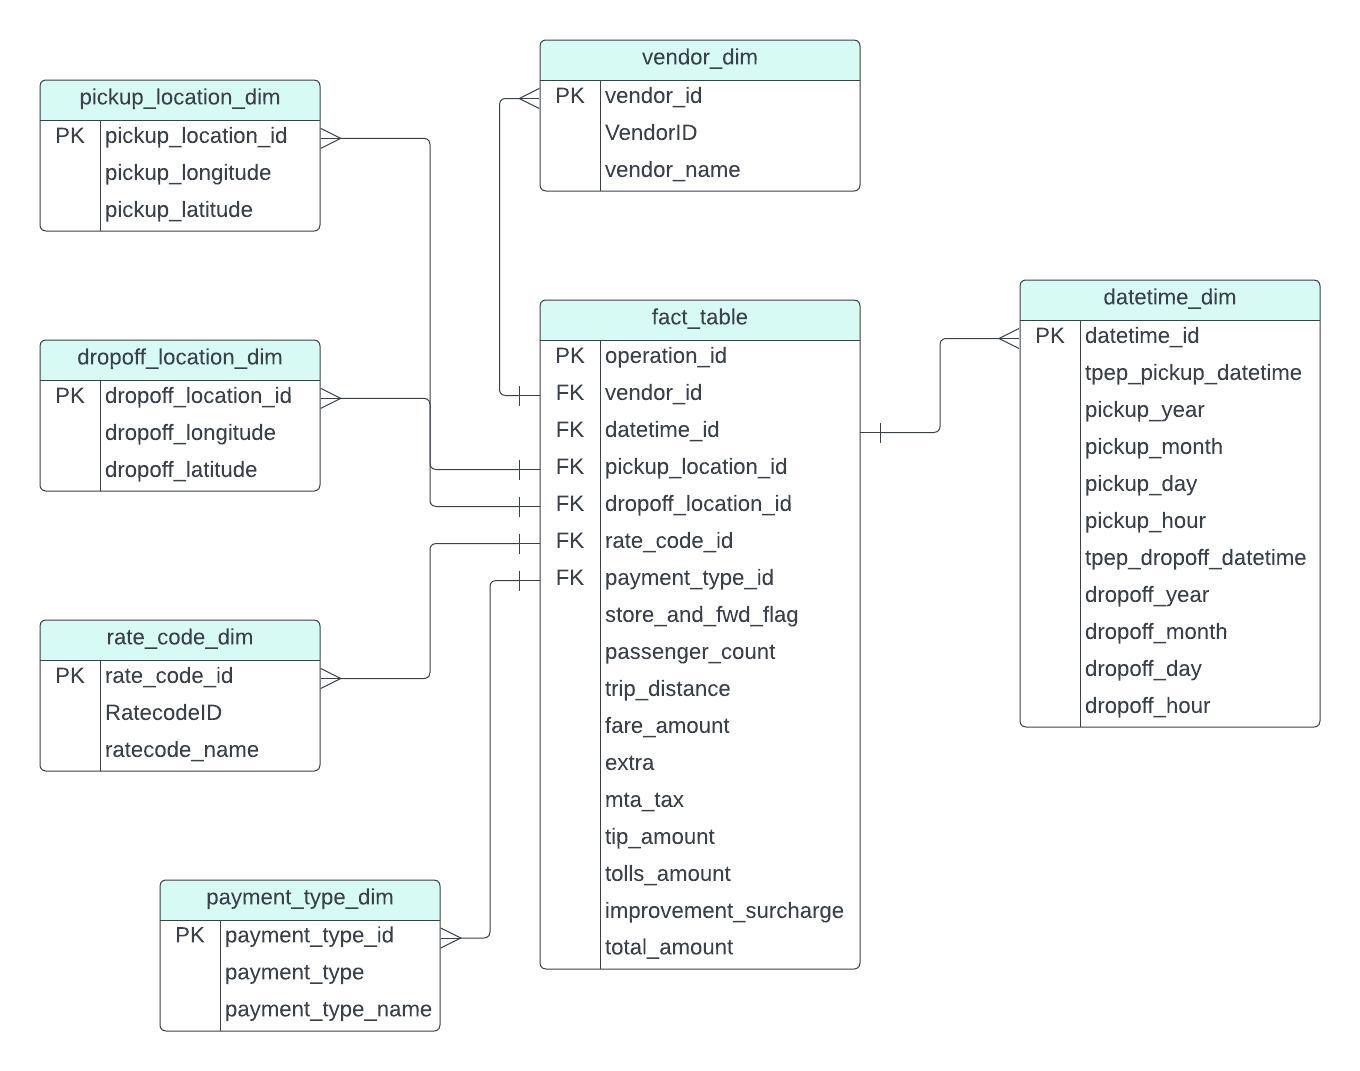 vendor_dim
PK vendor_id
VendorID
vendor_name
pickup_location_dim
PK pickup_location_id
pickup_longitude
pickup_latitude
dropoff_location_dim
PK dropoff_location_id
dropoff_longitude
dropoff_latitude
rate_code_dim
PK rate_code_id
RatecodeID
ratecode_name
payment_type_dim
PK payment_type_id
payment_type
payment_type_name
fact_table
PK operation_id
FK vendor_id
FK datetime_id
FK pickup_location_id
FK dropoff_location_id
FK rate_code_id
FK payment_type_id
store_and_fwd_flag
passenger_count
trip_distance
fare_amount
extra
mta_tax
tip_amount
tolls_amount
improvement_surcharge
total_amount
datetime_dim
PK datetime_id
tpep_pickup_datetime
pickup_year
pickup_month
pickup_day
pickup_hour
tpep_dropoff_datetime
dropoff_year
dropoff_month
dropoff_day
dropoff_hour